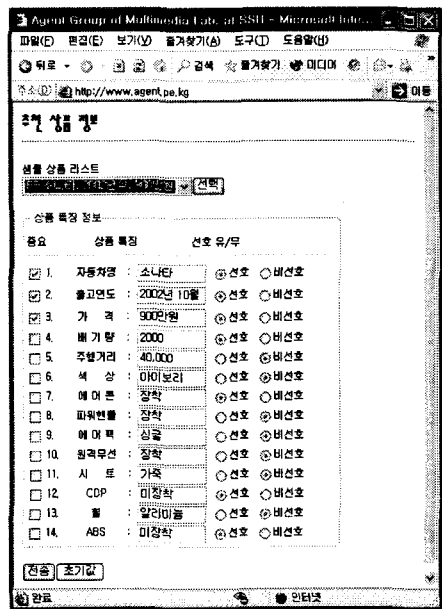 Agent Group of Multimedia Lab. at SSU - Microsoft Inte...
파일(F) 편집(E) 보기(V) 즐겨찾기(A) 도구(T) 도움말(H)
뒤로 검색 즐겨찾기 미디어
주소(D) http://www.agent.pe.kg 이동
추천 상품 정보
샘플 상품 리스트
선택
상품 특징 정보
중요 상품 특징 선호 유/무
1. 자동차명 : 소나타 선호 비선호
2. 출고연도 : 2002년 10월 선호 비선호
3. 가 격 : 900만원 선호 비선호
4. 배 기 량 : 2000 선호 비선호
5. 주행거리 : 40,000 선호 비선호
6. 색 상 : 아이보리 선호 비선호
7. 에 어 콘 : 장착 선호 비선호
8. 파워핸들 : 장착 선호 비선호
9. 에 어 팩 : 싱글 선호 비선호
10. 원격무선 : 장착 선호 비선호
11. 시 트 : 가죽 선호 비선호
12. CDP : 미장착 선호 비선호
13. 휠 : 알리미늄 선호 비선호
14. ABS : 미장착 선호 비선호
전송 초기값
완료 인터넷